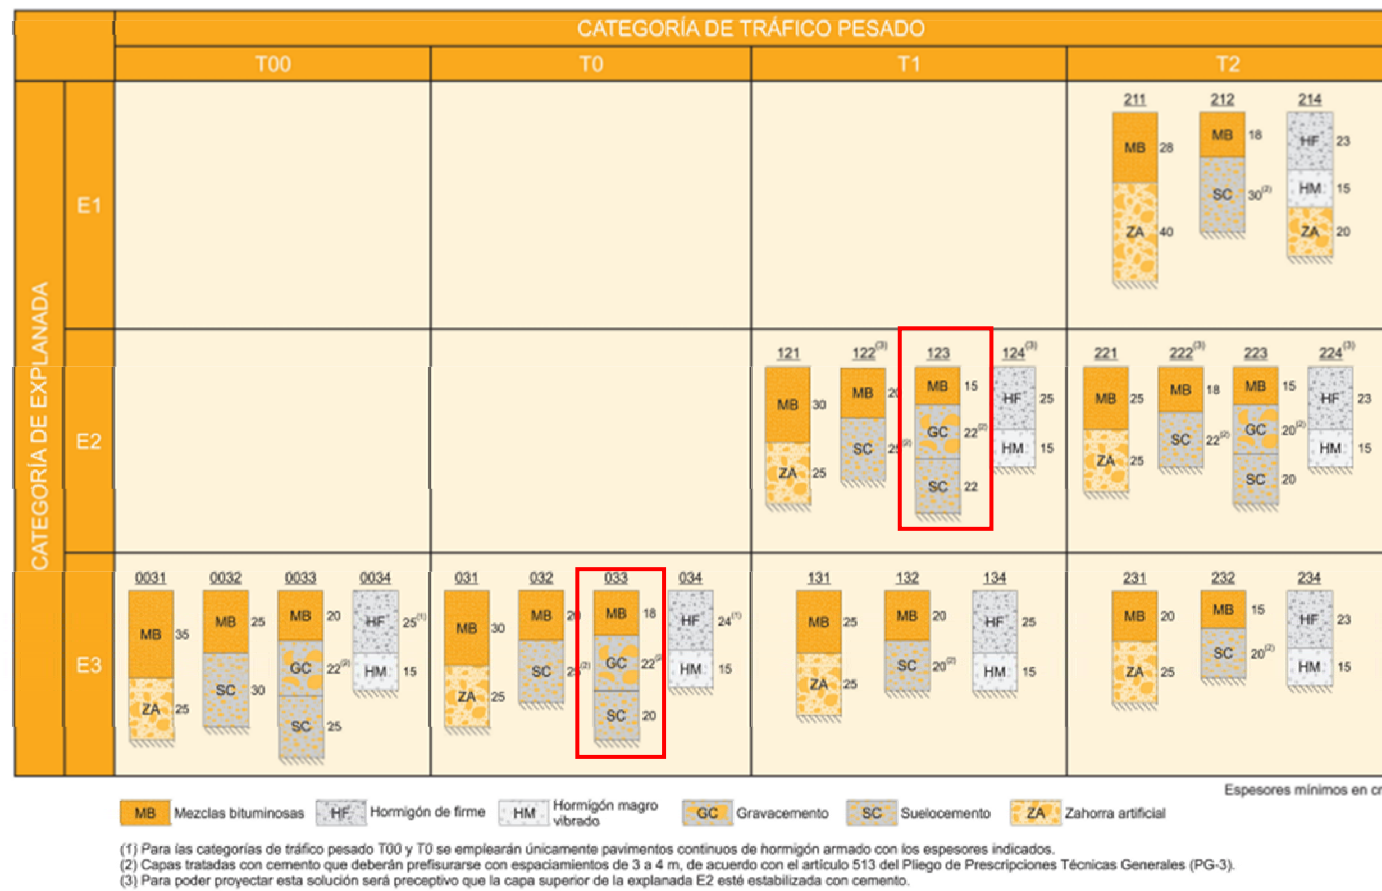 CATEGORÍA DE TRÁFICO PESADO
T00 T0 T1 T2
CATEGORÍA DE EXPLANADA
E1
211 212 214
MB 28 MB 18 HF 23
SC 30(2) HM 15
ZA 40 ZA 20
E2
121 122(3) 123 124(3) 221 222(3) 223 224(3)
MB 30 MB 20 MB 15 HF 25 MB 25 MB 18 MB 15 HF 23
ZA 25 SC 25(2) GC 22(2) HM 15 ZA 25 SC 22(2) GC 20(2) HM 15
SC 22 SC 20
E3
0031 0032 0033 0034 031 032 033 034 131 132 134 231 232 234
MB 35 MB 25 MB 20 HF 25(1) MB 30 MB 20 MB 18 HF 24(1) MB 25 MB 20 HF 25 MB 20 MB 15 HF 23
ZA 25 SC 30 GC 22(2) HM 15 ZA 25 SC 25(2) GC 22(2) HM 15 ZA 25 SC 20(2) HM 15 ZA 25 SC 20(2) HM 15
SC 25 SC 20
Espesores mínimos en cm
MB Mezclas bituminosas HF Hormigón de firme HM Hormigón magro vibrado GC Gravacemento SC Suelocemento ZA Zahorra artificial
(1) Para las categorías de tráfico pesado T00 y T0 se emplearán únicamente pavimentos continuos de hormigón armado con los espesores indicados.
(2) Capas tratadas con cemento que deberán prefisurarse con espaciamientos de 3 a 4 m, de acuerdo con el artículo 513 del Pliego de Prescripciones Técnicas Generales (PG-3).
(3) Para poder proyectar esta solución será preceptivo que la capa superior de la explanada E2 esté estabilizada con cemento.